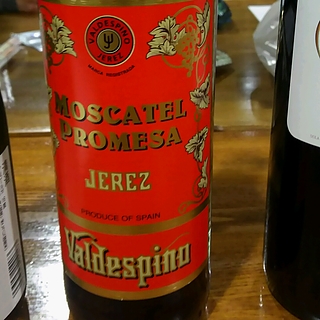 VALDESPINO
JEREZ
MARCA REGISTRADA
MOSCATEL
PROMESA
JEREZ
PRODUCE OF SPAIN
Valdespino